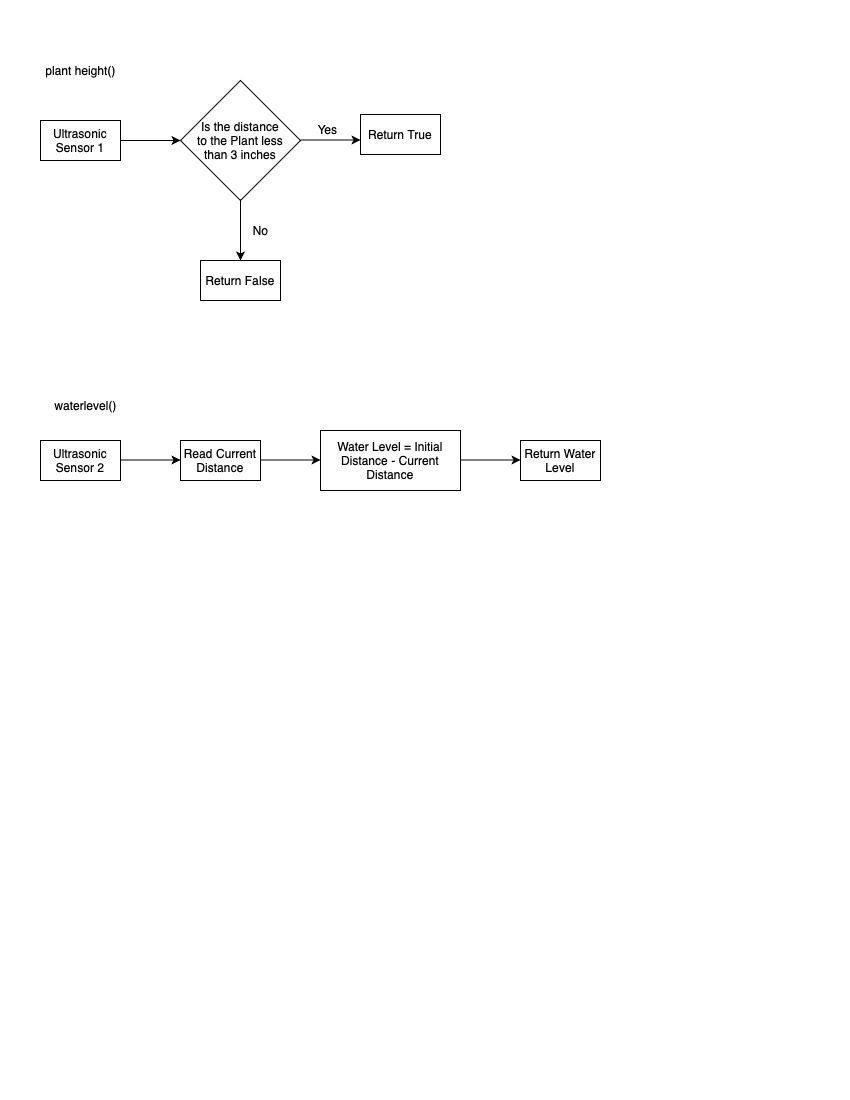 plant height()
Ultrasonic
Sensor 1
Is the distance
to the Plant less
than 3 inches
Yes
Return True
No
Return False
waterlevel()
Ultrasonic
Sensor 2
Read Current
Distance
Water Level = Initial
Distance - Current
Distance
Return Water
Level